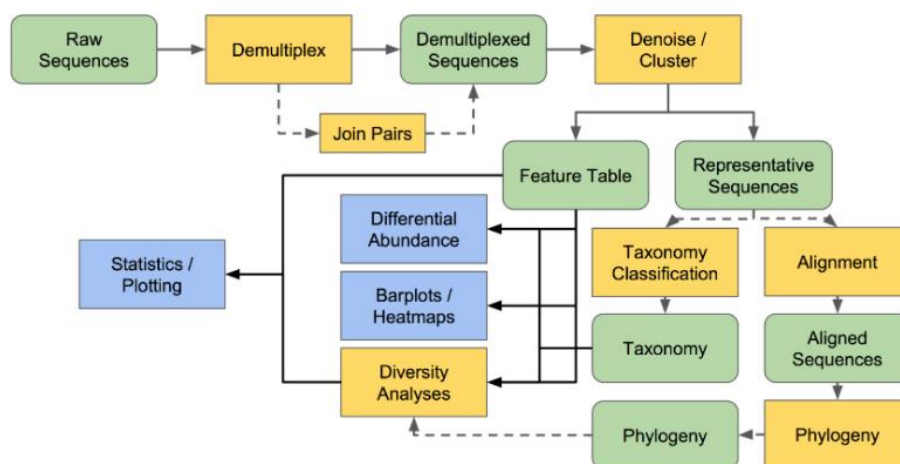 Raw
Sequences
Demultiplex
Demultiplexed
Sequences
Denoise /
Cluster
Join Pairs
Feature Table
Representative
Sequences
Differential
Abundance
Taxonomy
Classification
Alignment
Statistics /
Plotting
Barplots /
Heatmaps
Taxonomy
Aligned
Sequences
Diversity
Analyses
Phylogeny
Phylogeny